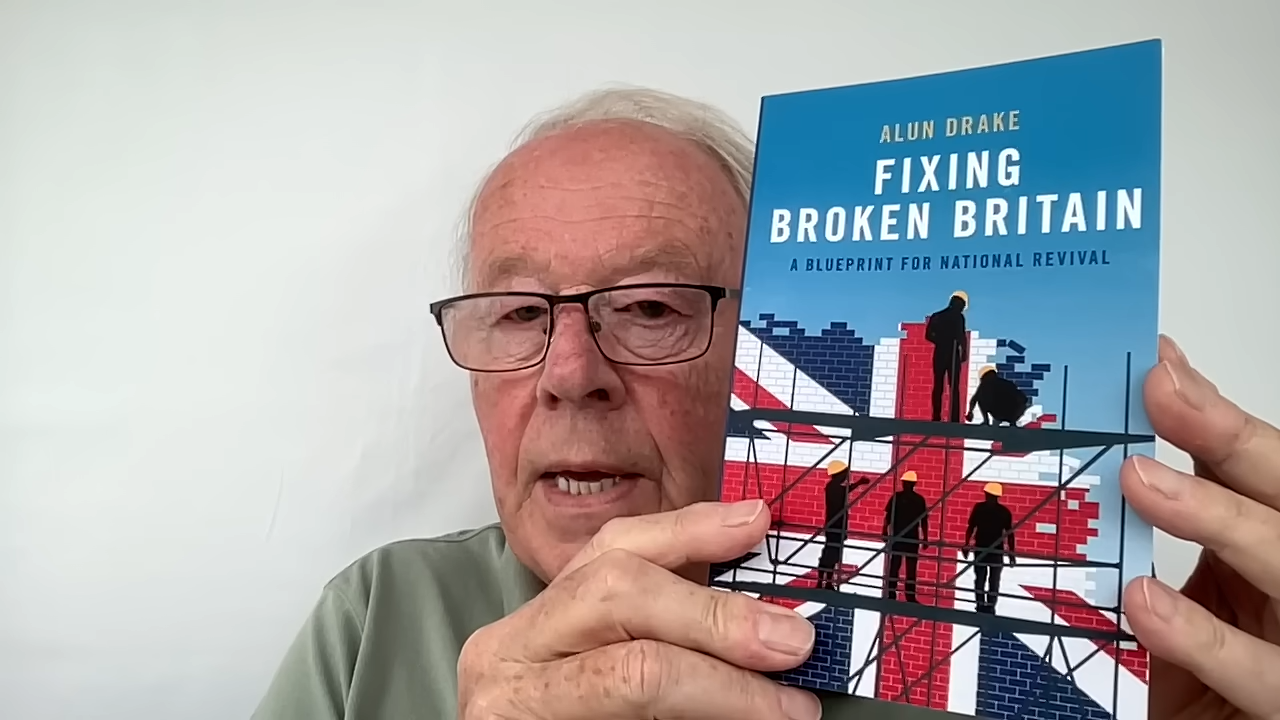 ALUN DRAKE
FIXING
BROKEN BRITAIN
A BLUEPRINT FOR NATIONAL REVIVAL